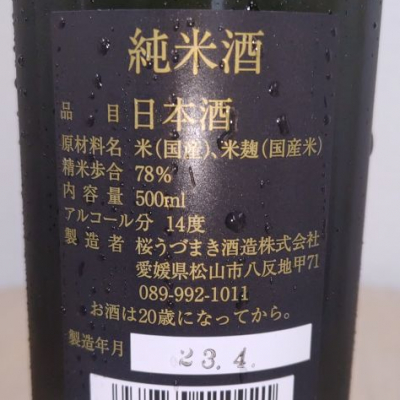 純米酒
品目 日本酒
原材料名 米(国産)、米麹(国産米)
精米歩合 78%
内容量 500ml
アルコール分 14度
製造者 桜うづまき酒造株式会社
愛媛県松山市八反地甲71
089-992-1011
お酒は20歳になってから。
製造年月 23.4.